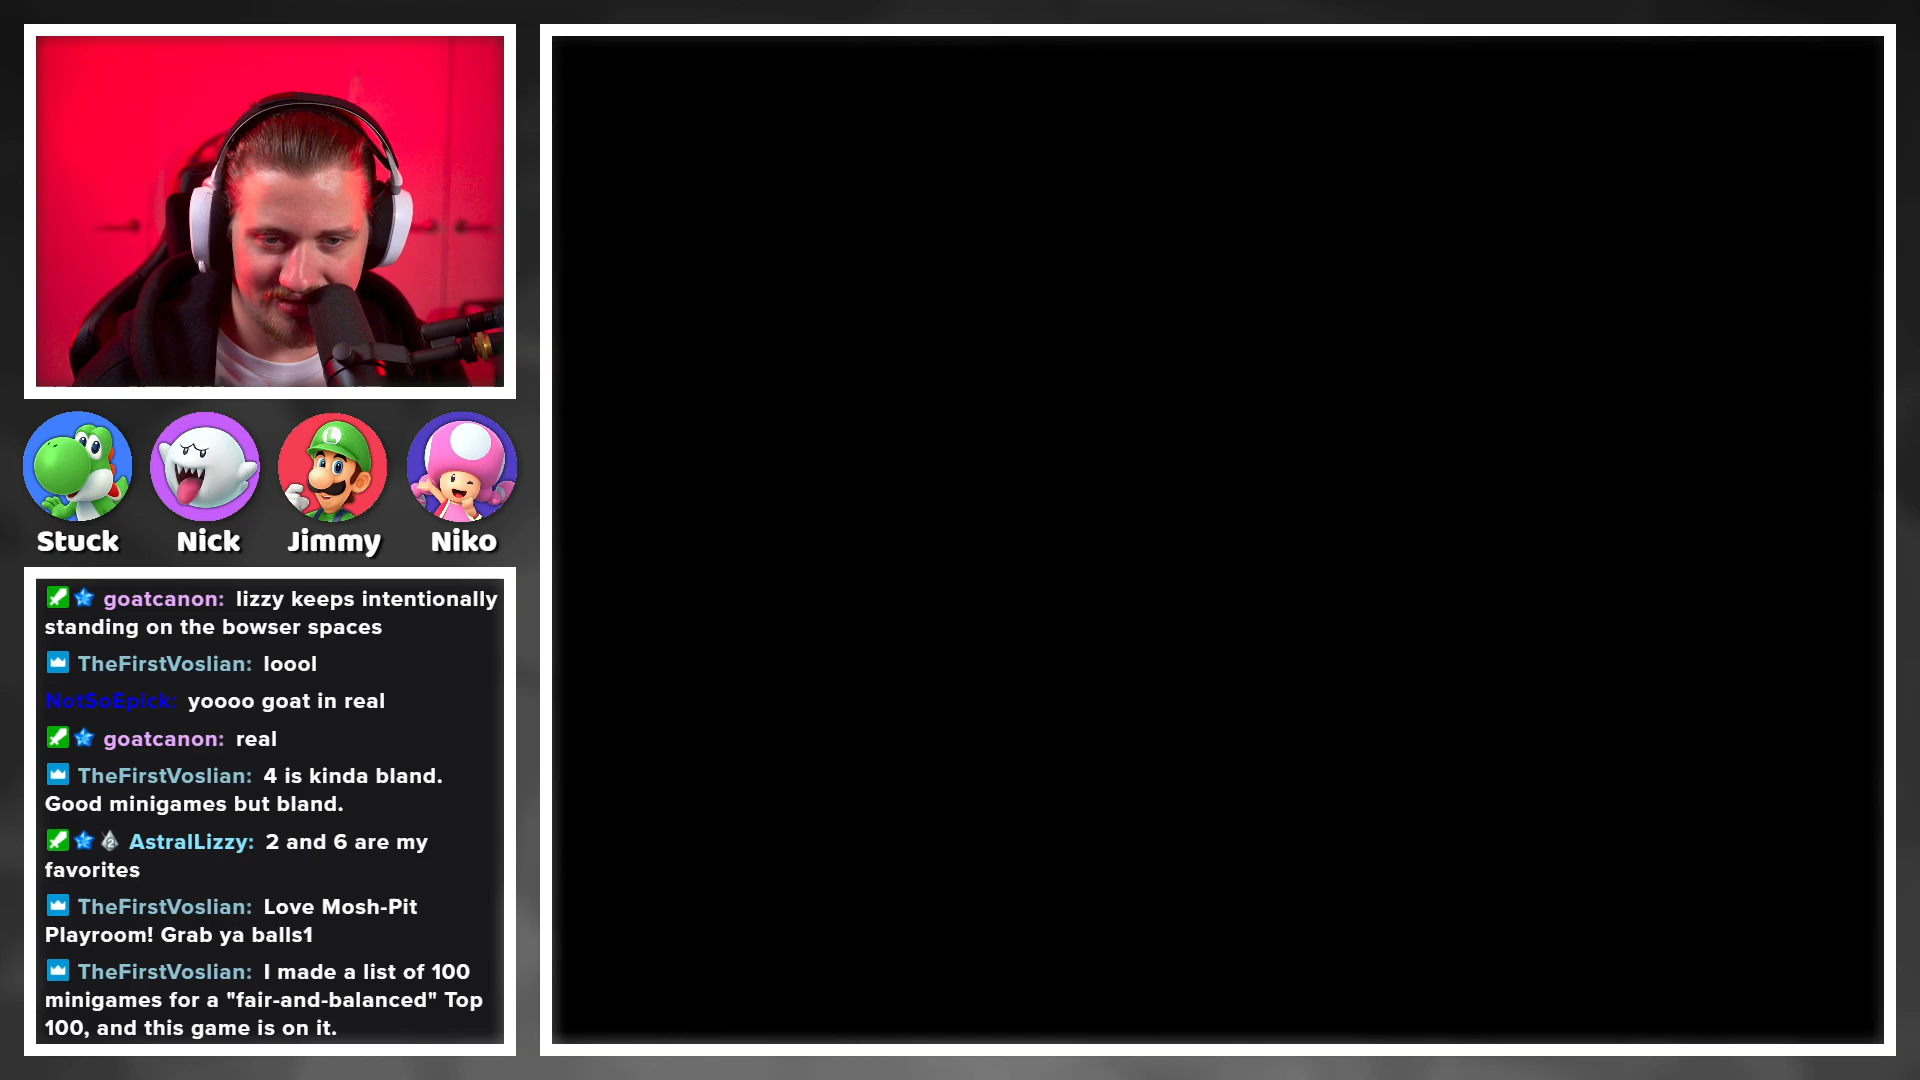 Stuck Nick Jimmy Niko
goatcanon: lizzy keeps intentionally
standing on the bowser spaces
TheFirstVoslian: loool
NotSoEpick: yoooo goat in real
goatcanon: real
TheFirstVoslian: 4 is kinda bland.
Good minigames but bland.
AstralLizzy: 2 and 6 are my
favorites
TheFirstVoslian: Love Mosh-Pit
Playroom! Grab ya balls1
TheFirstVoslian: I made a list of 100
minigames for a "fair-and-balanced" Top
100, and this game is on it.